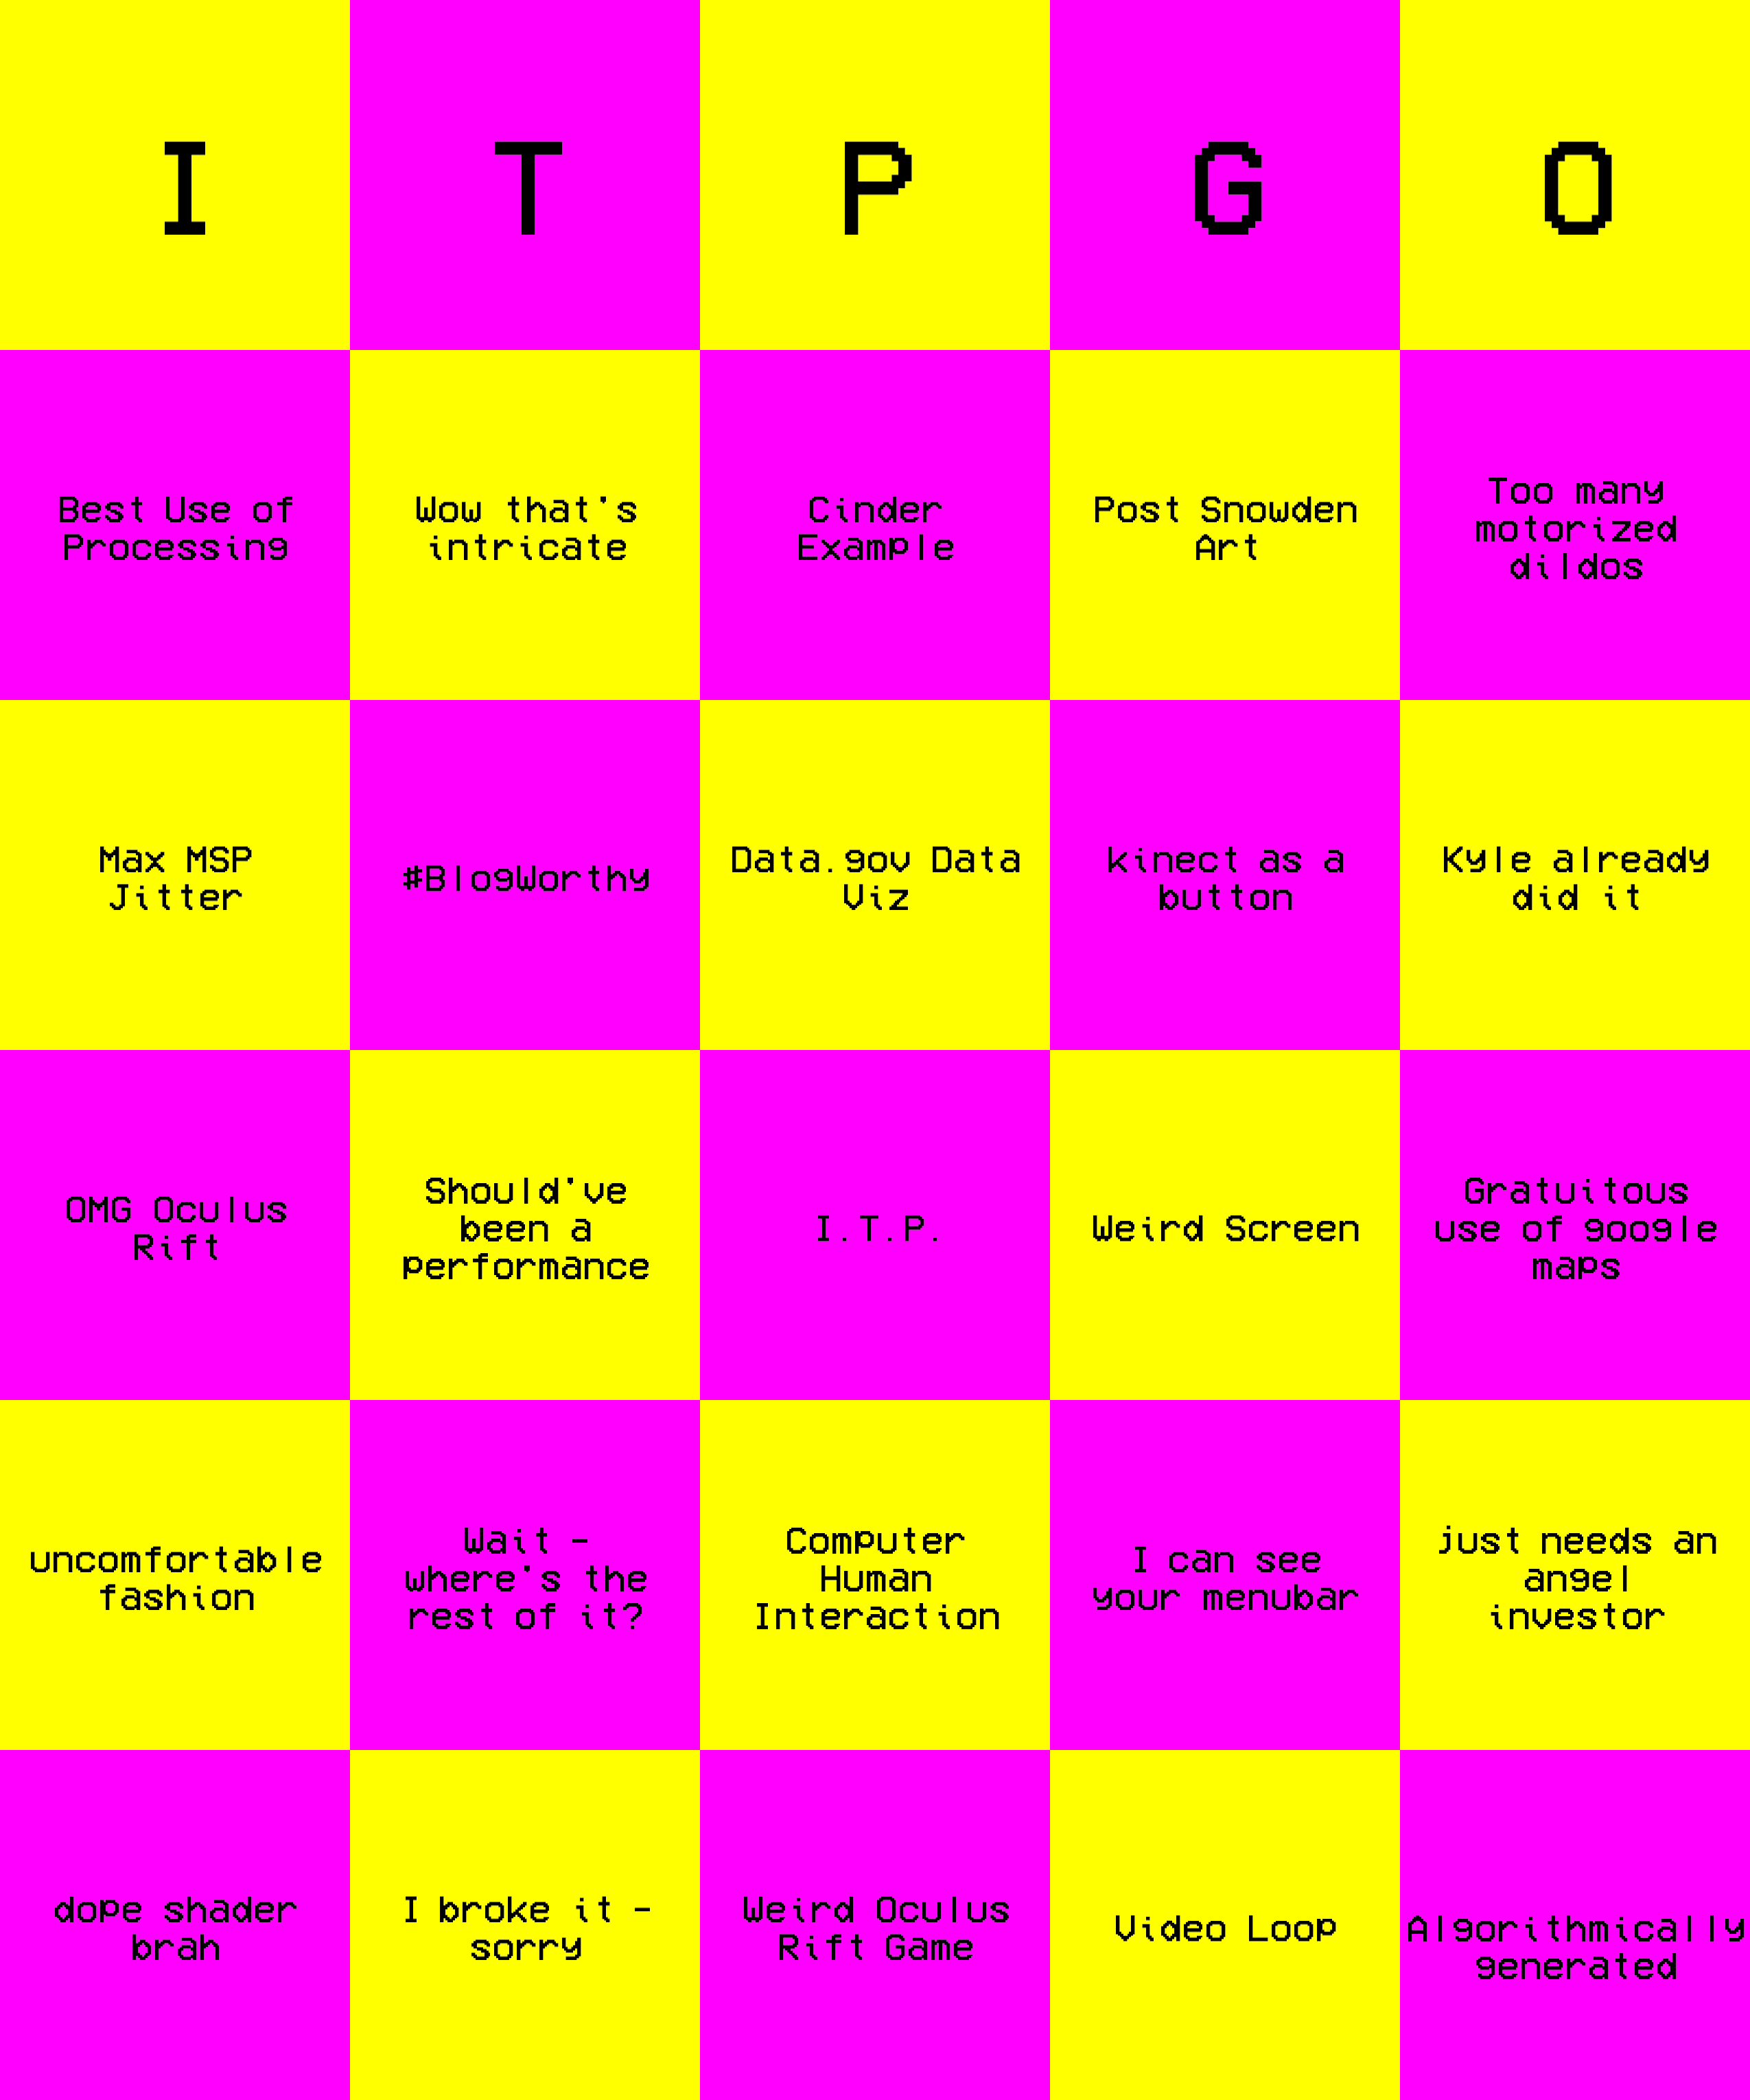 I T P G O
Best Use of
Processing
Wow that's
intricate
Cinder
Example
Post Snowden
Art
Too many
motorized
dildos
Max MSP
Jitter
#BlogWorthy
Data.gov Data
Viz
kinect as a
button
Kyle already
did it
OMG Oculus
Rift
Should've
been a
performance
I.T.P.
Weird Screen
Gratuitous
use of google
maps
uncomfortable
fashion
Wait -
where's the
rest of it?
Computer
Human
Interaction
I can see
your menubar
just needs an
angel
investor
dope shader
brah
I broke it -
sorry
Weird Oculus
Rift Game
Video Loop
Algorithmically
generated